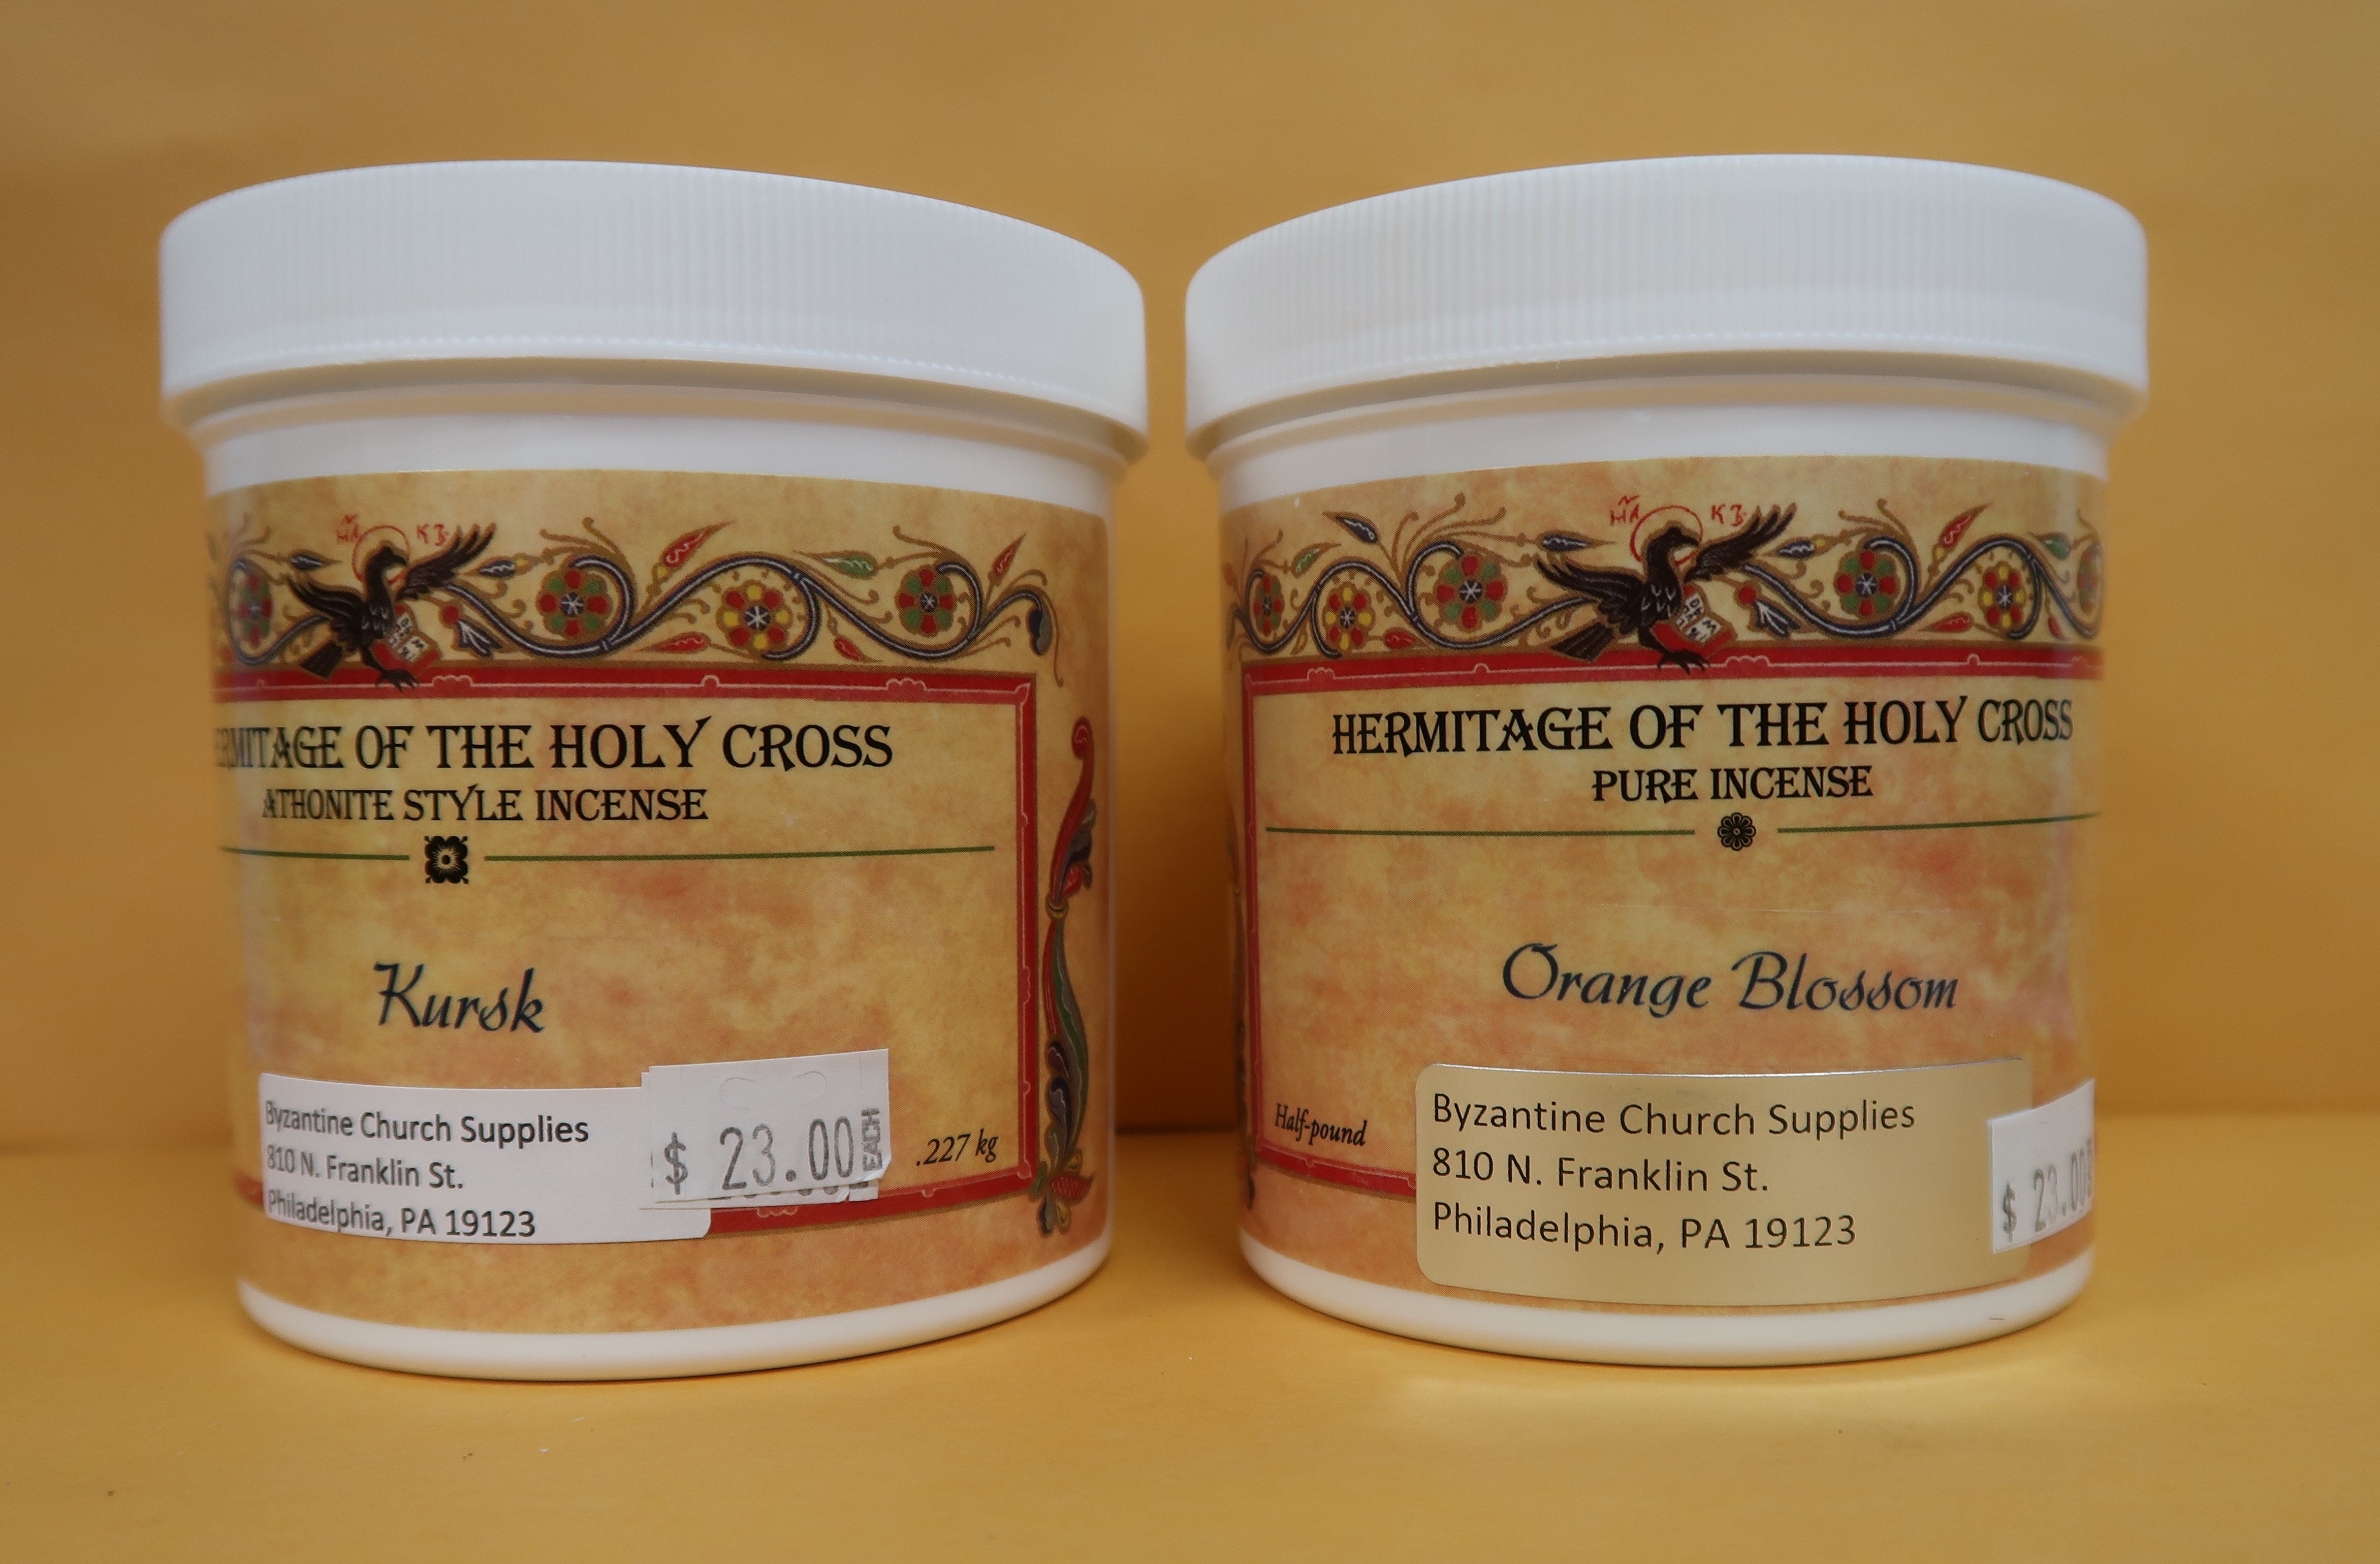 ERMITAGE OF THE HOLY CROSS
ATHONITE STYLE INCENSE
Kursk
Byzantine Church Supplies
810 N. Franklin St.
Philadelphia, PA 19123
$ 23.00 EACH
.227 kg
HERMITAGE OF THE HOLY CROSS
PURE INCENSE
Orange Blossom
Half-pound
Byzantine Church Supplies
810 N. Franklin St.
Philadelphia, PA 19123
$ 23.00